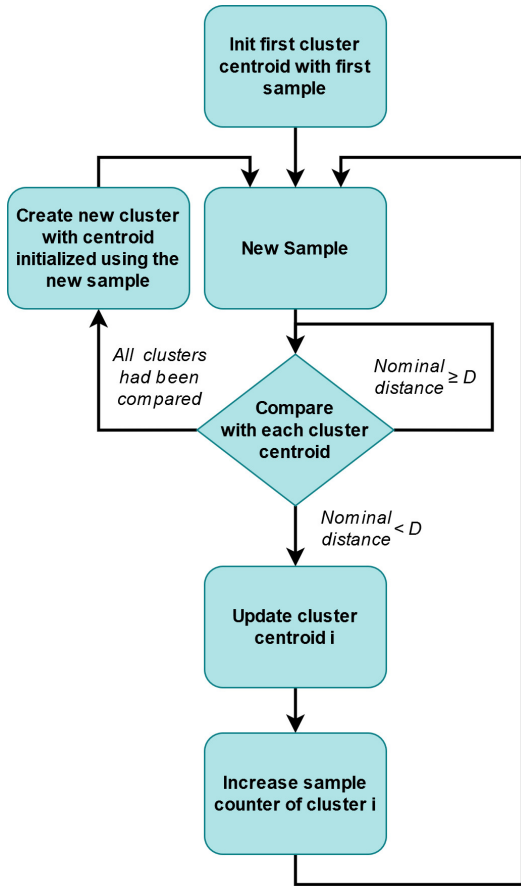 Init first cluster
centroid with first
sample
Create new cluster
with centroid
initialized using the
new sample
New Sample
All clusters
had been
compared
Nominal
distance ≥ D
Compare
with each cluster
centroid
Nominal
distance < D
Update cluster
centroid i
Increase sample
counter of cluster i